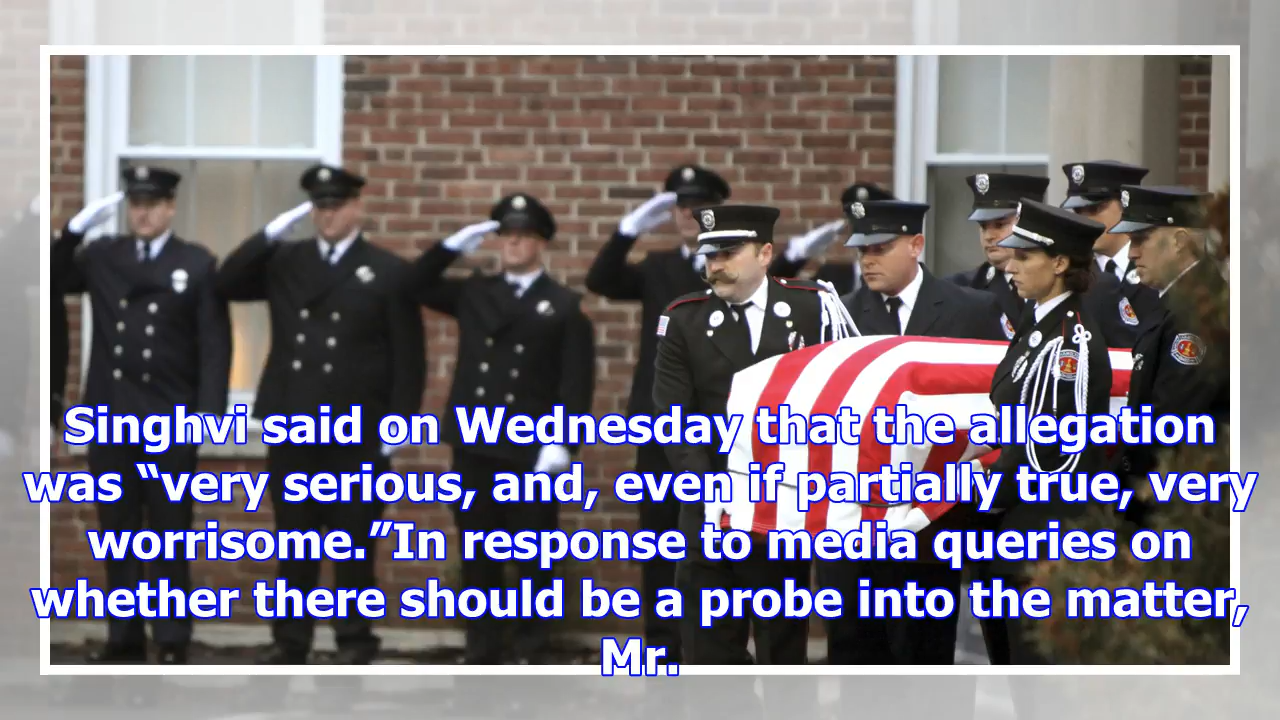 Singhvi said on Wednesday that the allegation
was “very serious, and, even if partially true, very
worrisome.”In response to media queries on
whether there should be a probe into the matter,
Mr.